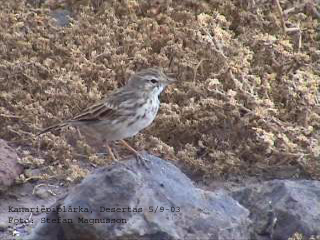 Kanariepiplärka, Desertas 5/9-03
Foto: Stefan Magnusson